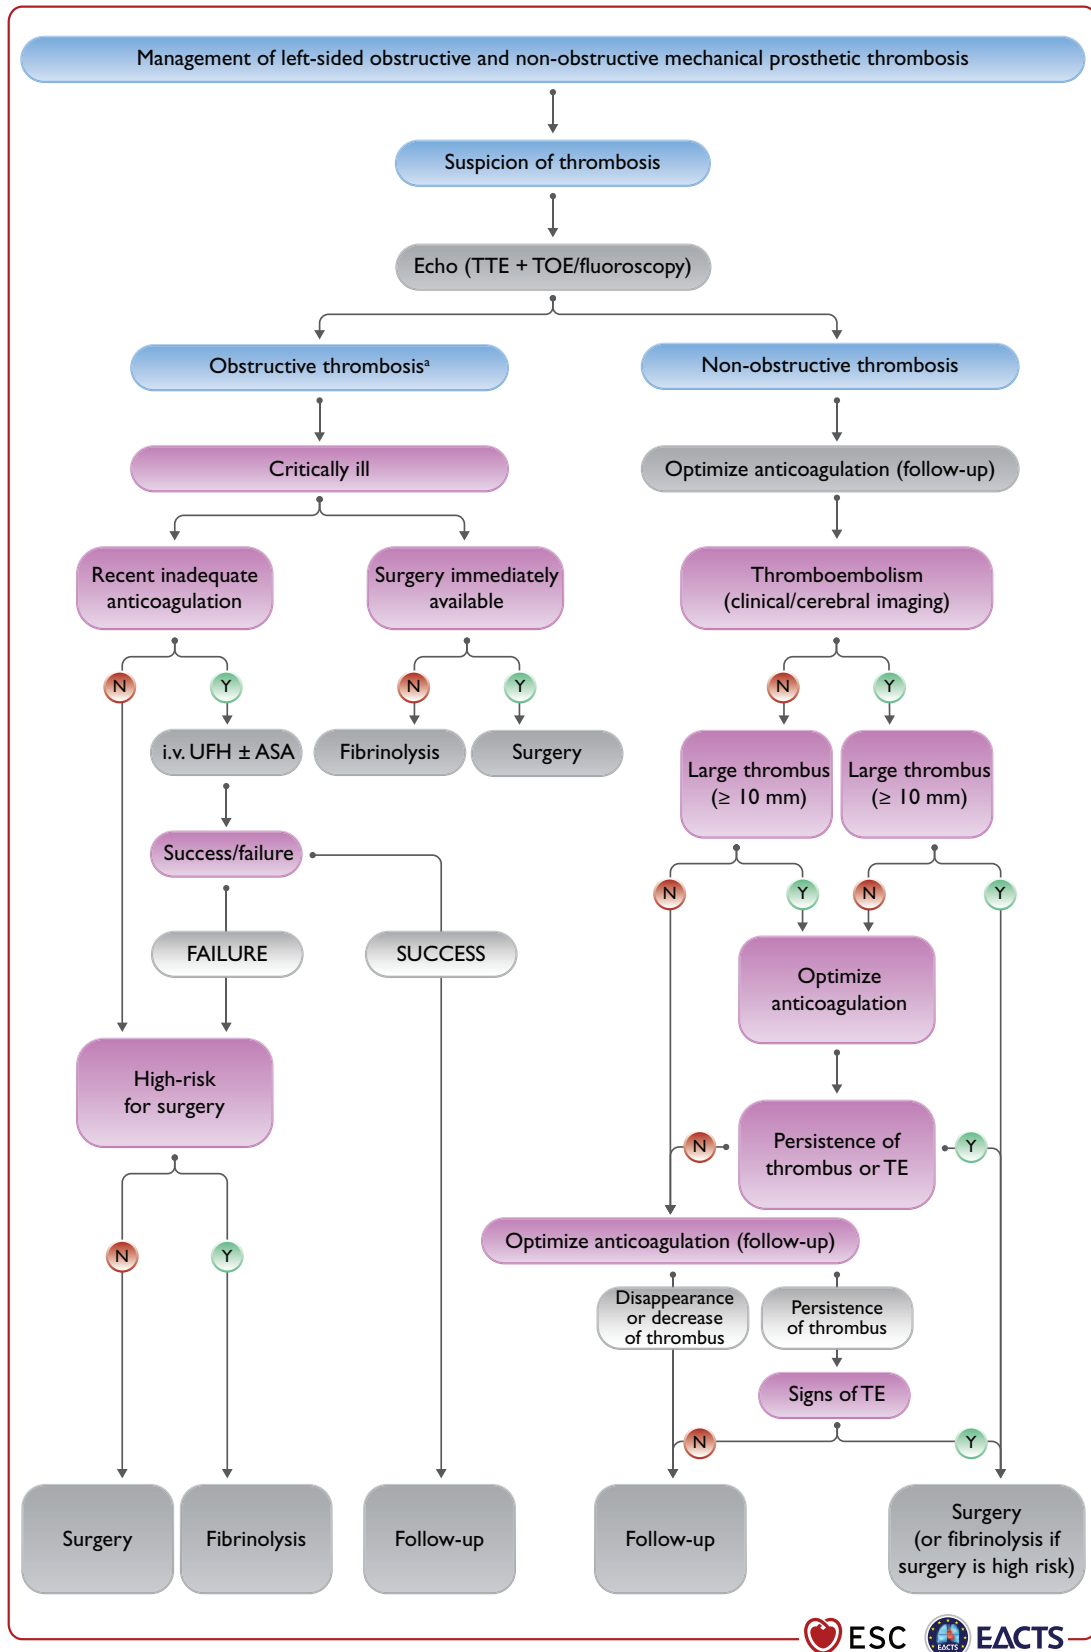 Management of left-sided obstructive and non-obstructive mechanical prosthetic thrombosis
Suspicion of thrombosis
Echo (TTE + TOE/fluoroscopy)
Obstructive thrombosisᵃ
Non-obstructive thrombosis
Critically ill
Optimize anticoagulation (follow-up)
Recent inadequate
anticoagulation
Surgery immediately
available
Thromboembolism
(clinical/cerebral imaging)
N
Y
N
Y
N
Y
i.v. UFH ± ASA
Fibrinolysis
Surgery
Large thrombus
(≥ 10 mm)
Large thrombus
(≥ 10 mm)
Success/failure
N
Y
N
Y
FAILURE
SUCCESS
Optimize
anticoagulation
High-risk
for surgery
N
Persistence of
thrombus or TE
Y
Optimize anticoagulation (follow-up)
N
Y
Disappearance
or decrease
of thrombus
Persistence
of thrombus
Signs of TE
N
Y
Surgery
Fibrinolysis
Follow-up
Follow-up
Surgery
(or fibrinolysis if
surgery is high risk)
ESC
EACTS
EACTS